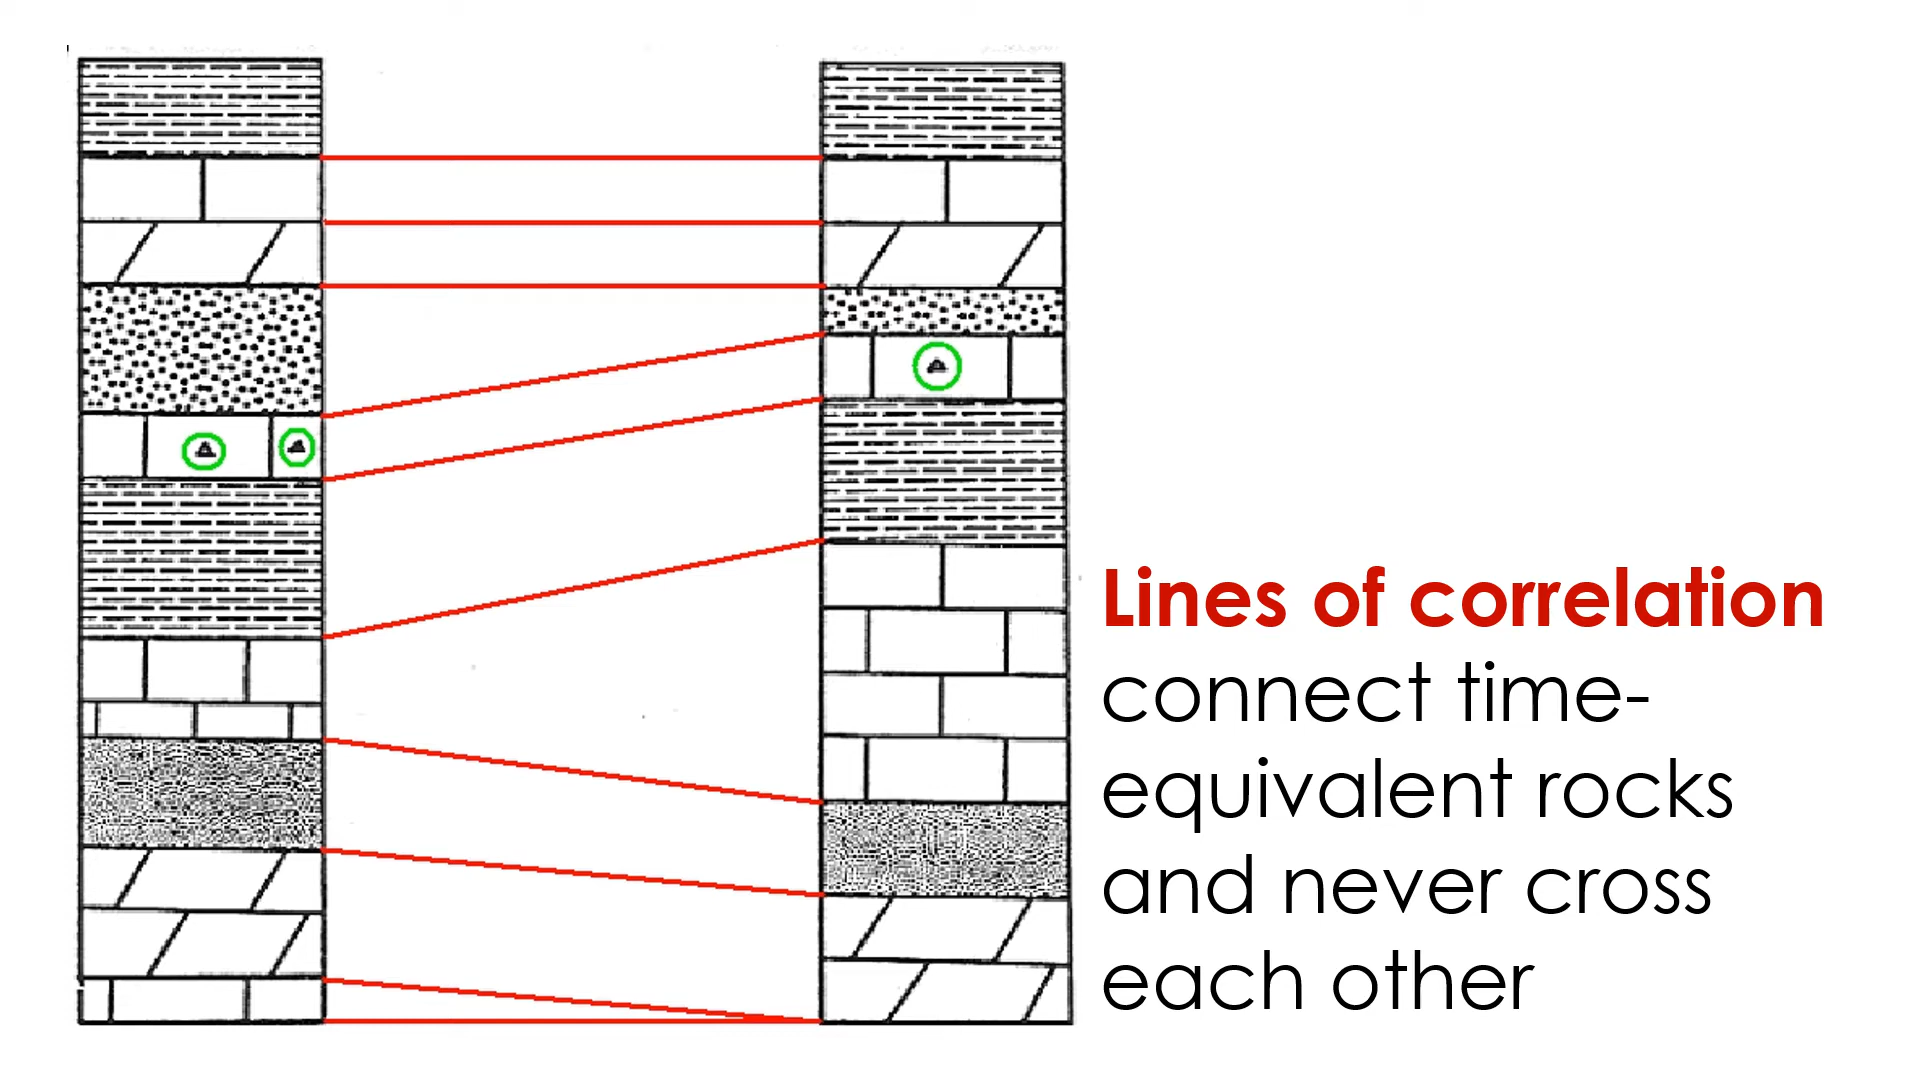 Lines of correlation
connect time-
equivalent rocks
and never cross
each other